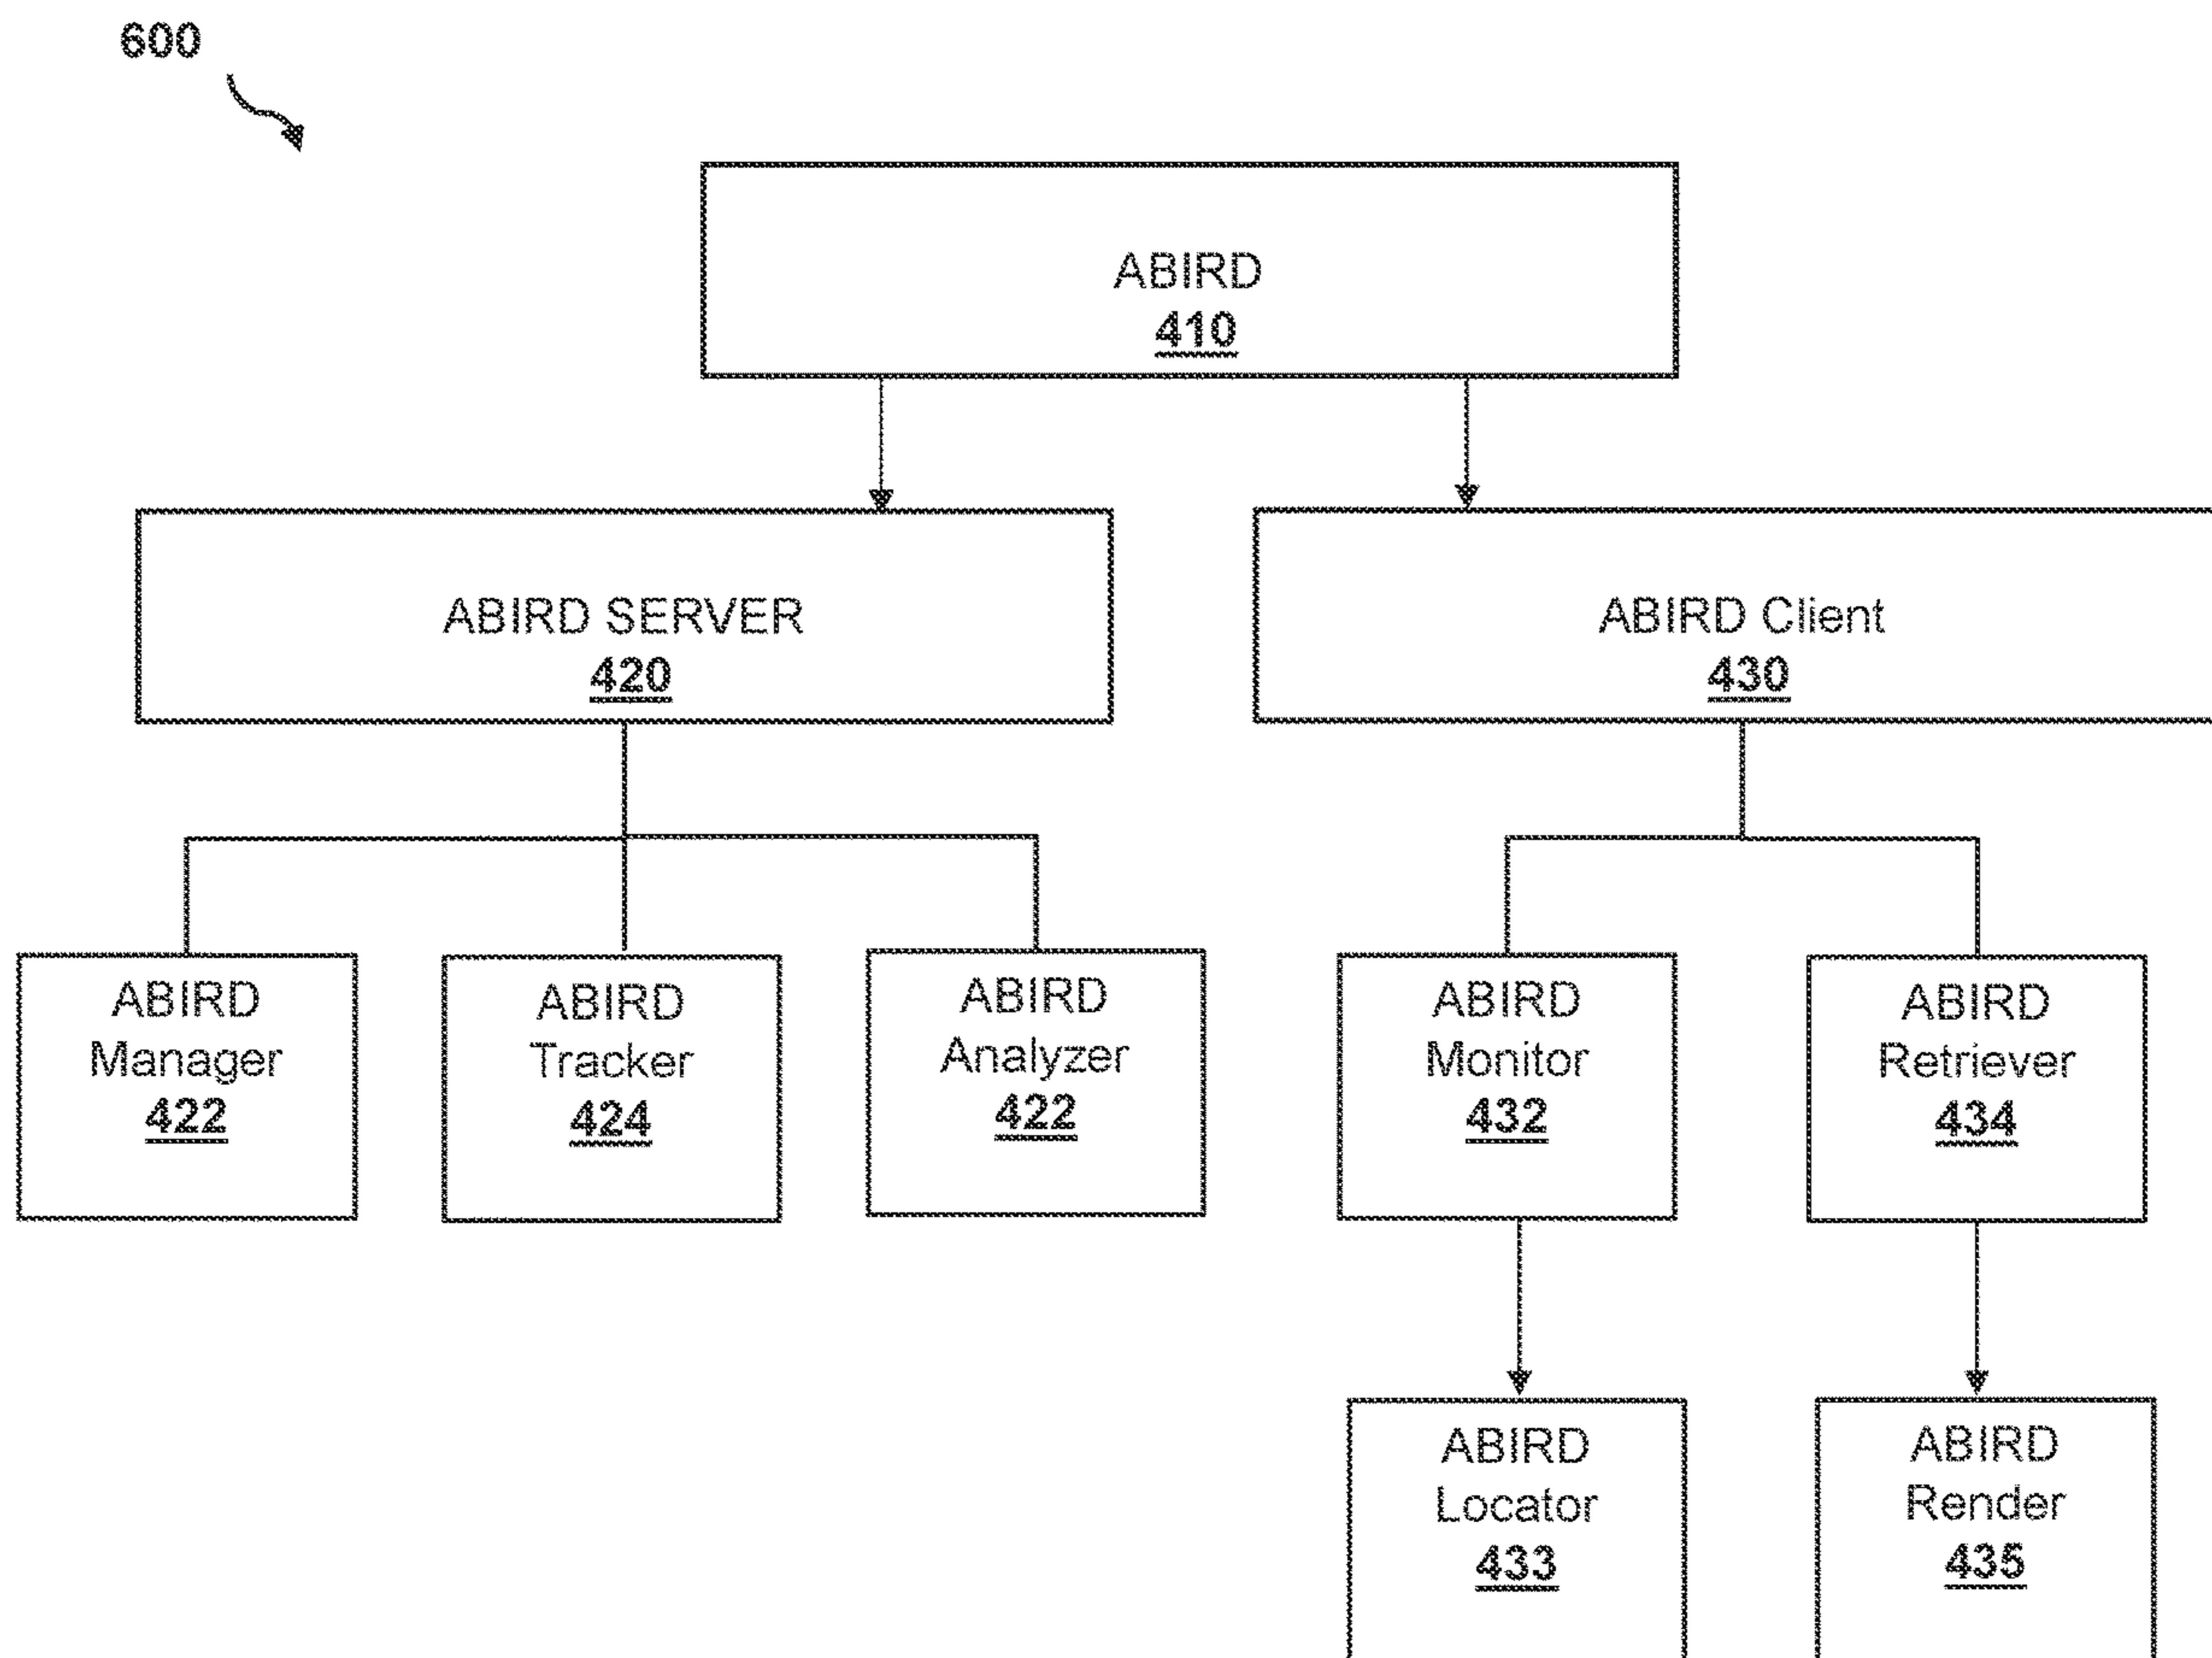 600
ABIRD
410
ABIRD SERVER
420
ABIRD Client
430
ABIRD
Manager
422
ABIRD
Tracker
424
ABIRD
Analyzer
422
ABIRD
Monitor
432
ABIRD
Retriever
434
ABIRD
Locator
433
ABIRD
Render
435